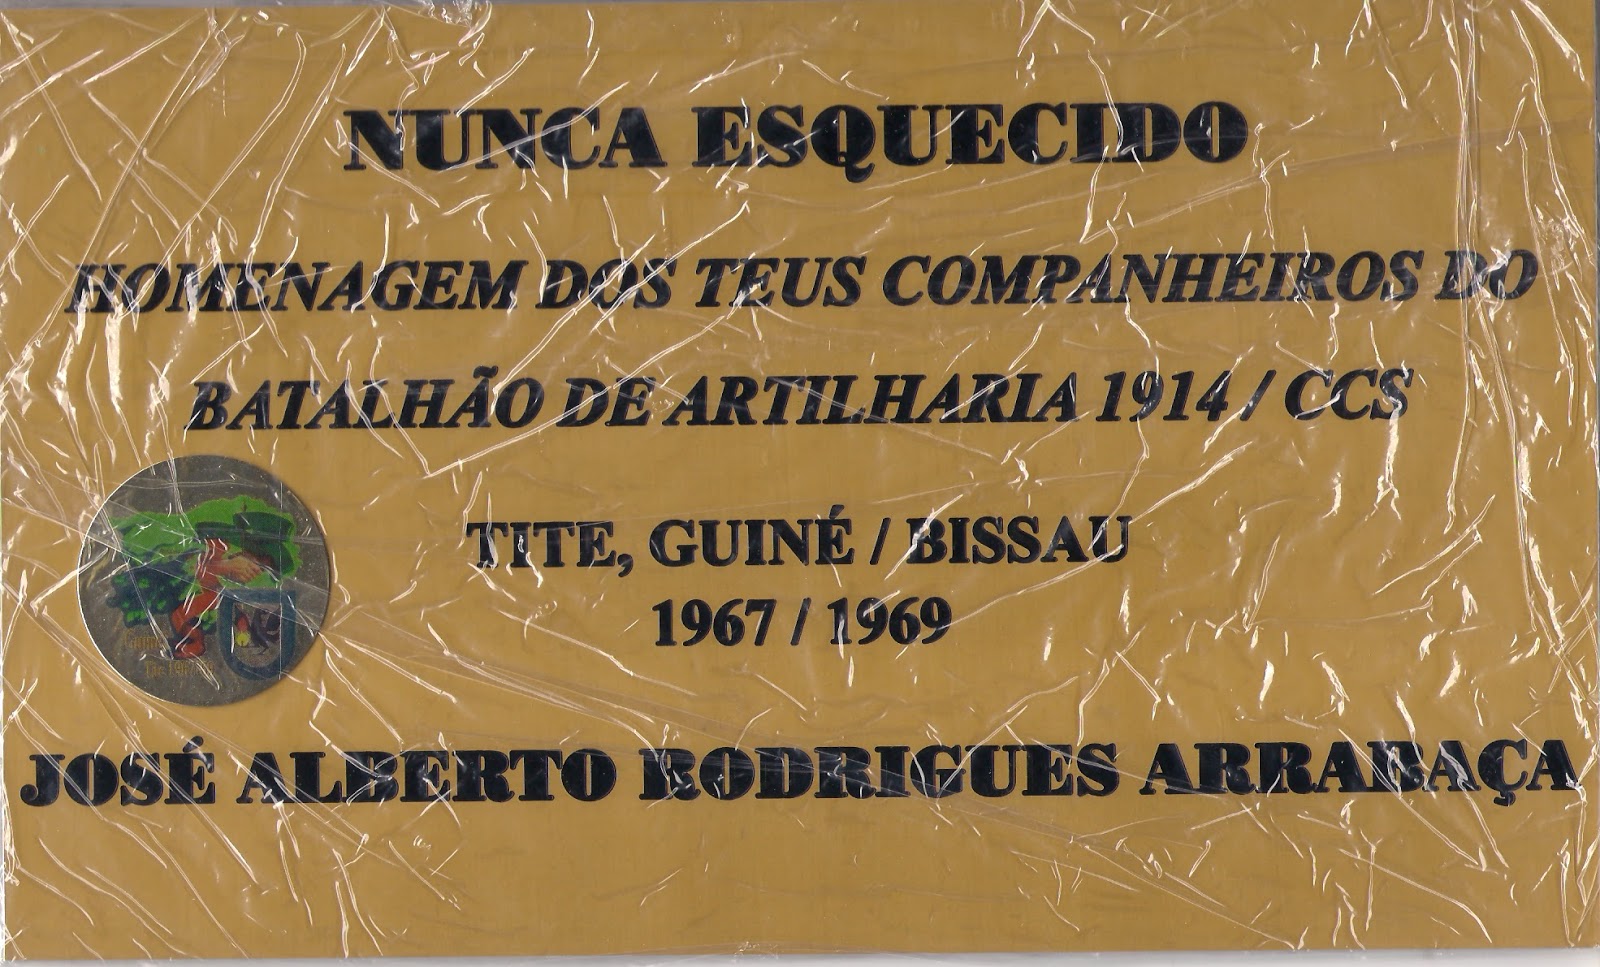 NUNCA ESQUECIDO
HOMENAGEM DOS TEUS COMPANHEIROS DO
BATALHÃO DE ARTILHARIA 1914 / CCS
TITE, GUINÉ / BISSAU
1967 / 1969
JOSÉ ALBERTO RODRIGUES ARRABAÇA